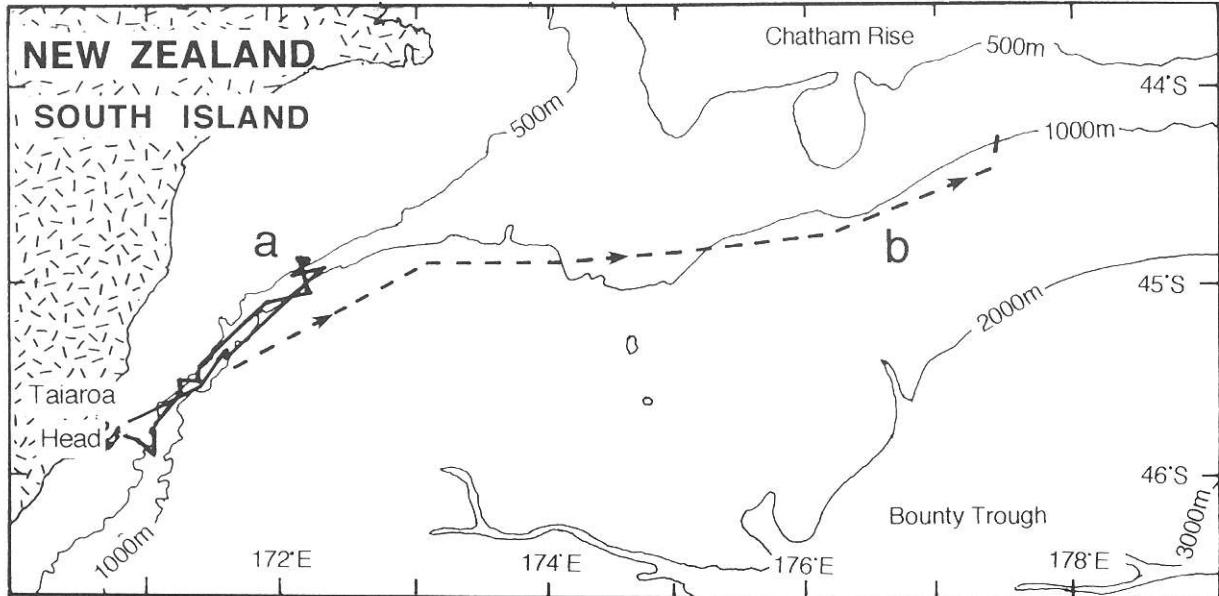 NEW ZEALAND
SOUTH ISLAND
Chatham Rise
500m
44°S
500m
1000m
a
b
45°S
2000m
Taiaroa
Head
46°S
Bounty Trough
3000m
1000m
172°E
174°E
176°E
178°E